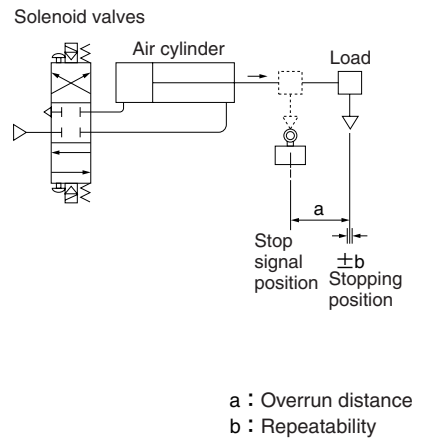 Solenoid valves
Air cylinder
Load
a
Stop
signal
position
±b
Stopping
position
a : Overrun distance
b : Repeatability